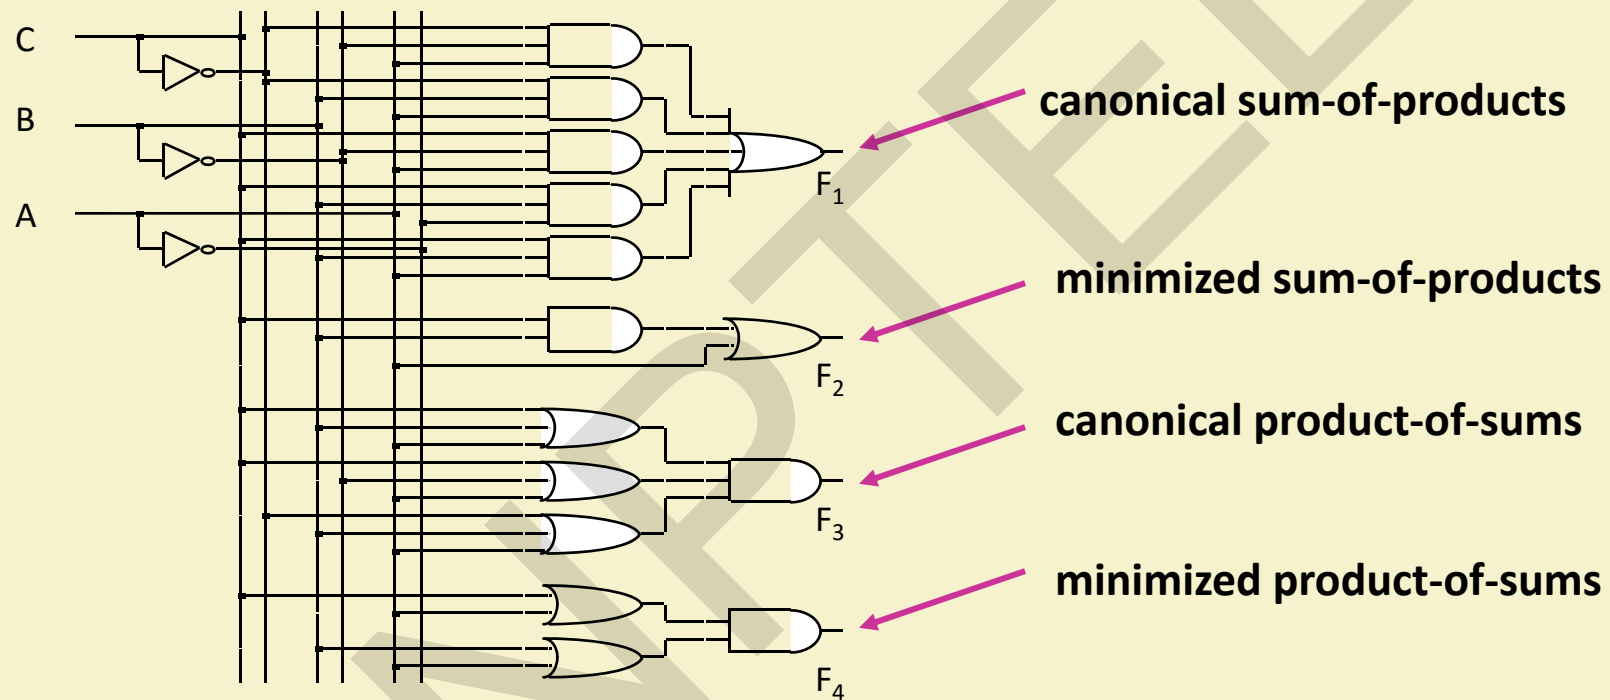 C
B
A
canonical sum-of-products
F1
minimized sum-of-products
F2
canonical product-of-sums
F3
minimized product-of-sums
F4
NPTEL